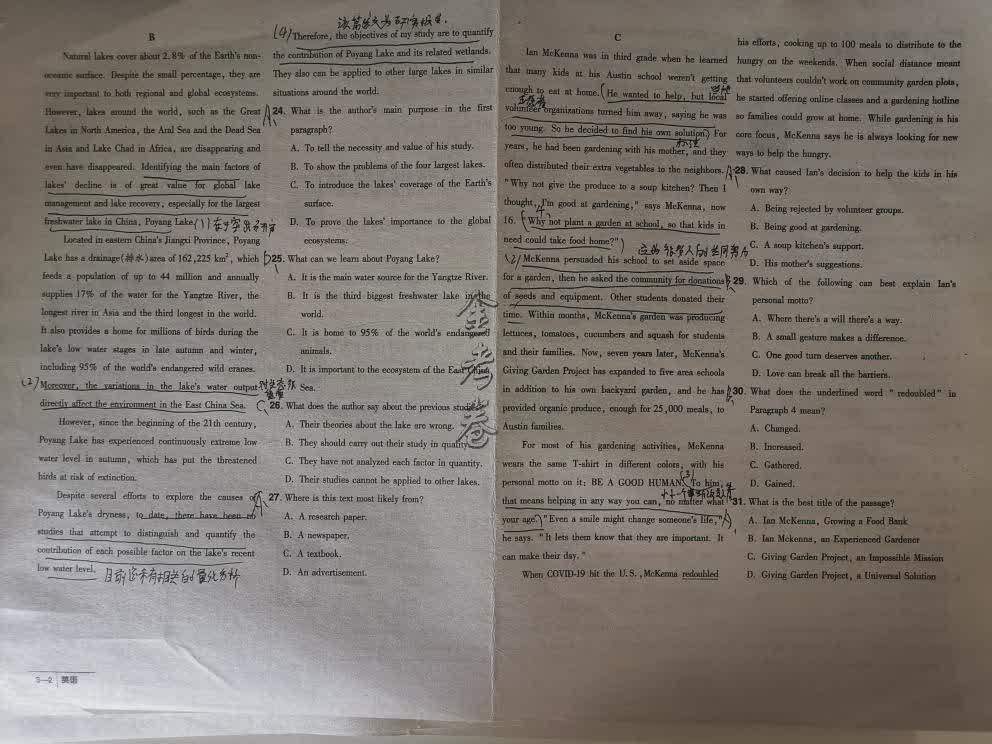 B
Natural lakes cover about 2.8% of the Earth's non-
oceanic surface. Despite the small percentage, they are
very important to both regional and global ecosystems.
However, lakes around the world, such as the Great
Lakes in North America, the Aral Sea and the Dead Sea
in Asia and Lake Chad in Africa, are disappearing and
even have disappeared. Identifying the main factors of
lakes' decline is of great value for global lake
management and lake recovery, especially for the largest
freshwater lake in China, Poyang Lake. (1)
Located in eastern China's Jiangxi Province, Poyang
Lake has a drainage(排水)area of 162,225 km², which
feeds a population of up to 44 million and annually
supplies 17% of the water for the Yangtze River, the
longest river in Asia and the third longest in the world.
It also provides a home for millions of birds during the
lake's low water stages in late autumn and winter,
including 95% of the world's endangered wild cranes.
(2) Moreover, the variations in the lake's water output
directly affect the environment in the East China Sea.
However, since the beginning of the 21th century,
Poyang Lake has experienced continuously extreme low
water level in autumn, which has put the threatened
birds at risk of extinction.
Despite several efforts to explore the causes of
Poyang Lake's dryness, to date, there have been no
studies that attempt to distinguish and quantify the
contribution of each possible factor on the lake's recent
low water level. 目前还未有相关的量化分析
3—2 英语
(4) Therefore, the objectives of my study are to quantify
the contribution of Poyang Lake and its related wetlands.
They also can be applied to other large lakes in similar
situations around the world.
A 24. What is the author's main purpose in the first
paragraph?
A. To tell the necessity and value of his study.
B. To show the problems of the four largest lakes.
C. To introduce the lakes' coverage of the Earth's
surface.
D. To prove the lakes' importance to the global
ecosystems.
D 25. What can we learn about Poyang Lake?
A. It is the main water source for the Yangtze River.
B. It is the third biggest freshwater lake in the
world.
C. It is home to 95% of the world's endangered
animals.
D. It is important to the ecosystem of the East China
Sea.
C 26. What does the author say about the previous studies?
A. Their theories about the lake are wrong.
B. They should carry out their study in quality.
C. They have not analyzed each factor in quantity.
D. Their studies cannot be applied to other lakes.
A 27. Where is this text most likely from?
A. A research paper.
B. A newspaper.
C. A textbook.
D. An advertisement.
金考卷
C
Ian McKenna was in third grade when he learned
that many kids at his Austin school weren't getting
enough to eat at home. He wanted to help, but local
volunteer organizations turned him away, saying he was
too young. So he decided to find his own solution. For
years, he had been gardening with his mother, and they
often distributed their extra vegetables to the neighbors.
"Why not give the produce to a soup kitchen? Then I
thought, I'm good at gardening," says McKenna, now
16. "Why not plant a garden at school, so that kids in
need could take food home?"
(2) McKenna persuaded his school to set aside space
for a garden, then he asked the community for donations
of seeds and equipment. Other students donated their
time. Within months, McKenna's garden was producing
lettuces, tomatoes, cucumbers and squash for students
and their families. Now, seven years later, McKenna's
Giving Garden Project has expanded to five area schools
in addition to his own backyard garden, and he has
provided organic produce, enough for 25,000 meals, to
Austin families.
For most of his gardening activities, McKenna
wears the same T-shirt in different colors, with his
personal motto on it: BE A GOOD HUMAN. (3) To him,
that means helping in any way you can, no matter what
your age. "Even a smile might change someone's life,"
he says. "It lets them know that they are important. It
can make their day."
When COVID-19 hit the U.S., McKenna redoubled
his efforts, cooking up to 100 meals to distribute to the
hungry on the weekends. When social distance meant
that volunteers couldn't work on community garden plots,
he started offering online classes and a gardening hotline
so families could grow at home. While gardening is his
core focus, McKenna says he is always looking for new
ways to help the hungry.
A 28. What caused Ian's decision to help the kids in his
own way?
A. Being rejected by volunteer groups.
B. Being good at gardening.
C. A soup kitchen's support.
D. His mother's suggestions.
29. Which of the following can best explain Ian's
personal motto?
A. Where there's a will there's a way.
B. A small gesture makes a difference.
C. One good turn deserves another.
D. Love can break all the barriers.
30. What does the underlined word "redoubled" in
Paragraph 4 mean?
A. Changed.
B. Increased.
C. Gathered.
D. Gained.
31. What is the best title of the passage?
A. Ian McKenna, Growing a Food Bank
B. Ian Mckenna, an Experienced Gardener
C. Giving Garden Project, an Impossible Mission
D. Giving Garden Project, a Universal Solution